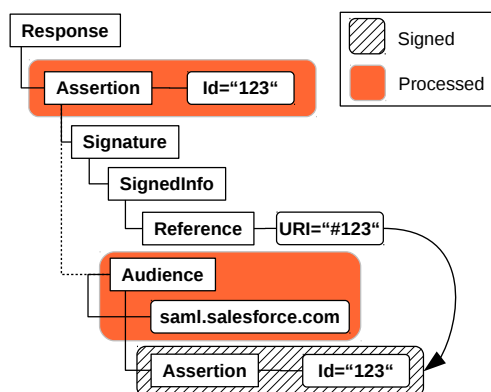 Response
Signed
Processed
Assertion Id=“123“
Signature
SignedInfo
Reference URI=“#123“
Audience
saml.salesforce.com
Assertion Id=“123“